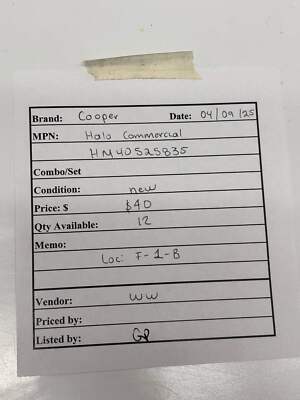 Brand: Cooper Date: 04/09/25
MPN: Halo Commercial
HM40525835
Combo/Set
Condition: new
Price: $ $40
Qty Available: 12
Memo:
Loc: F-1-B
Vendor: WW
Priced by:
Listed by: GP